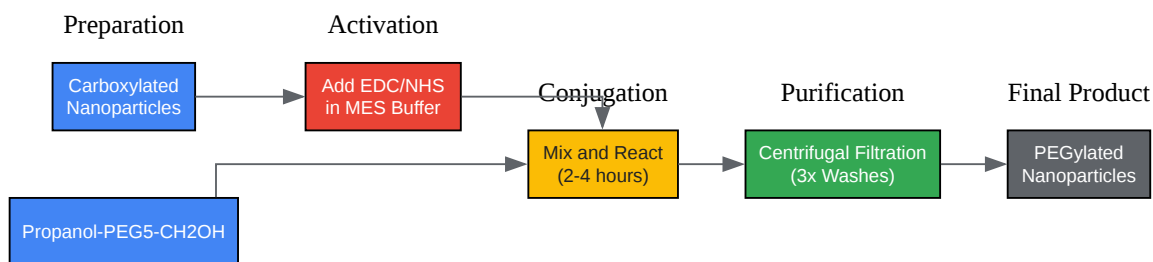 Preparation
Activation
Carboxylated
Nanoparticles
Add EDC/NHS
in MES Buffer
Conjugation
Purification
Final Product
Mix and React
(2-4 hours)
Centrifugal Filtration
(3x Washes)
PEGylated
Nanoparticles
Propanol-PEG5-CH2OH